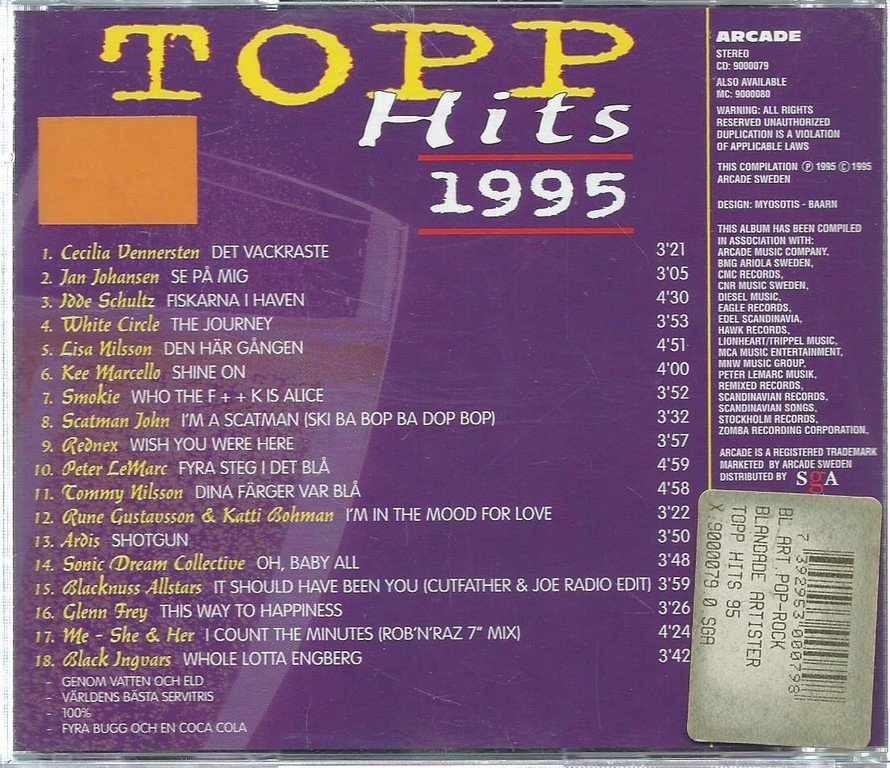 TOPP
Hits
1995
1. Cecilia Vennersten DET VACKRASTE 3'21
2. Jan Johansen SE PÅ MIG 3'05
3. Idde Schultz FISKARNA I HAVEN 4'30
4. White Circle THE JOURNEY 3'53
5. Lisa Nilsson DEN HÄR GÅNGEN 4'51
6. Kee Marcello SHINE ON 4'00
7. Smokie WHO THE F + + K IS ALICE 3'52
8. Scatman John I'M A SCATMAN (SKI BA BOP BA DOP BOP) 3'32
9. Rednex WISH YOU WERE HERE 3'57
10. Peter LeMarc FYRA STEG I DET BLÅ 4'59
11. Tommy Nilsson DINA FÄRGER VAR BLÅ 4'58
12. Rune Gustavsson & Katti Bohman I'M IN THE MOOD FOR LOVE 3'22
13. Ardis SHOTGUN 3'50
14. Sonic Dream Collective OH, BABY ALL 3'48
15. Blacknuss Allstars IT SHOULD HAVE BEEN YOU (CUTFATHER & JOE RADIO EDIT) 3'59
16. Glenn Frey THIS WAY TO HAPPINESS 3'26
17. Me - She & Her I COUNT THE MINUTES (ROB'N'RAZ 7" MIX) 4'24
18. Black Ingvars WHOLE LOTTA ENGBERG 3'42
- GENOM VATTEN OCH ELD
- VÄRLDENS BÄSTA SERVITRIS
- 100%
- FYRA BUGG OCH EN COCA COLA
ARCADE
STEREO
CD: 9000079
ALSO AVAILABLE
MC: 9000080
WARNING: ALL RIGHTS
RESERVED UNAUTHORIZED
DUPLICATION IS A VIOLATION
OF APPLICABLE LAWS
THIS COMPILATION Ⓟ 1995 © 1995
ARCADE SWEDEN
DESIGN: MYOSOTIS - BAARN
THIS ALBUM HAS BEEN COMPILED
IN ASSOCIATION WITH:
ARCADE MUSIC COMPANY,
BMG ARIOLA SWEDEN,
CMC RECORDS,
CNR MUSIC SWEDEN,
DIESEL MUSIC,
EAGLE RECORDS,
EDEL SCANDINAVIA,
HAWK RECORDS,
LIONHEART/TRIPPEL MUSIC,
MCA MUSIC ENTERTAINMENT,
MNW MUSIC GROUP,
PETER LEMARC MUSIK,
REMIXED RECORDS,
SCANDINAVIAN RECORDS,
SCANDINAVIAN SONGS,
STOCKHOLM RECORDS,
ZOMBA RECORDING CORPORATION,
ARCADE IS A REGISTERED TRADEMARK
MARKETED BY ARCADE SWEDEN
DISTRIBUTED BY SgA
7 392953 000798
BL.ART POP-ROCK
BLANDADE ARTISTER
TOPP HITS 95
X 9000079 0 SGA